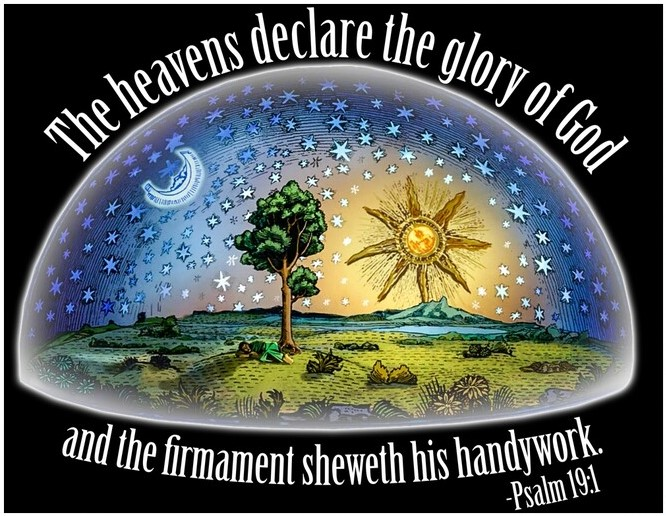 The heavens declare the glory of God
and the firmament sheweth his handywork.
-Psalm 19:1